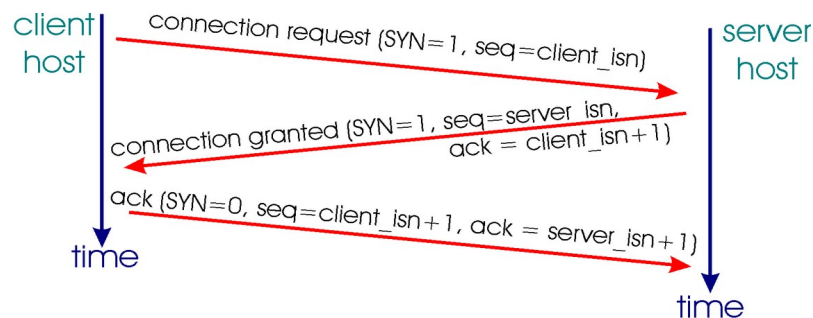 client
host
connection request (SYN=1, seq=client_isn)
server
host
connection granted (SYN=1, seq=server_isn,
ack = client_isn+1)
ack (SYN=0, seq=client_isn+1, ack = server_isn+1)
time
time